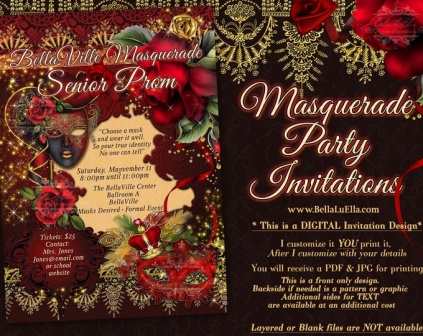 BellaVille Masquerade
Senior Prom
"Choose a mask
and wear it well.
So your true identity
No one can tell"
Saturday, Mapvember 11
8:00pm until 11:00pm
The BellaVille Center
Ballroom A
BellaVille
Masks Desired - Formal Event
Tickets: $25
Contact:
Mrs. Jones
Jones@email.com
or school
website
Masquerade
Party
Invitations
www.BellaLuElla.com
* This is a DIGITAL Invitation Design*
I customize it YOU print it,
After I customize with your details
You will receive a PDF & JPG for printing
This is a front only design.
Backside if needed is a pattern or graphic
Additional sides for TEXT
are available at an additional cost
Layered or Blank files are NOT available.